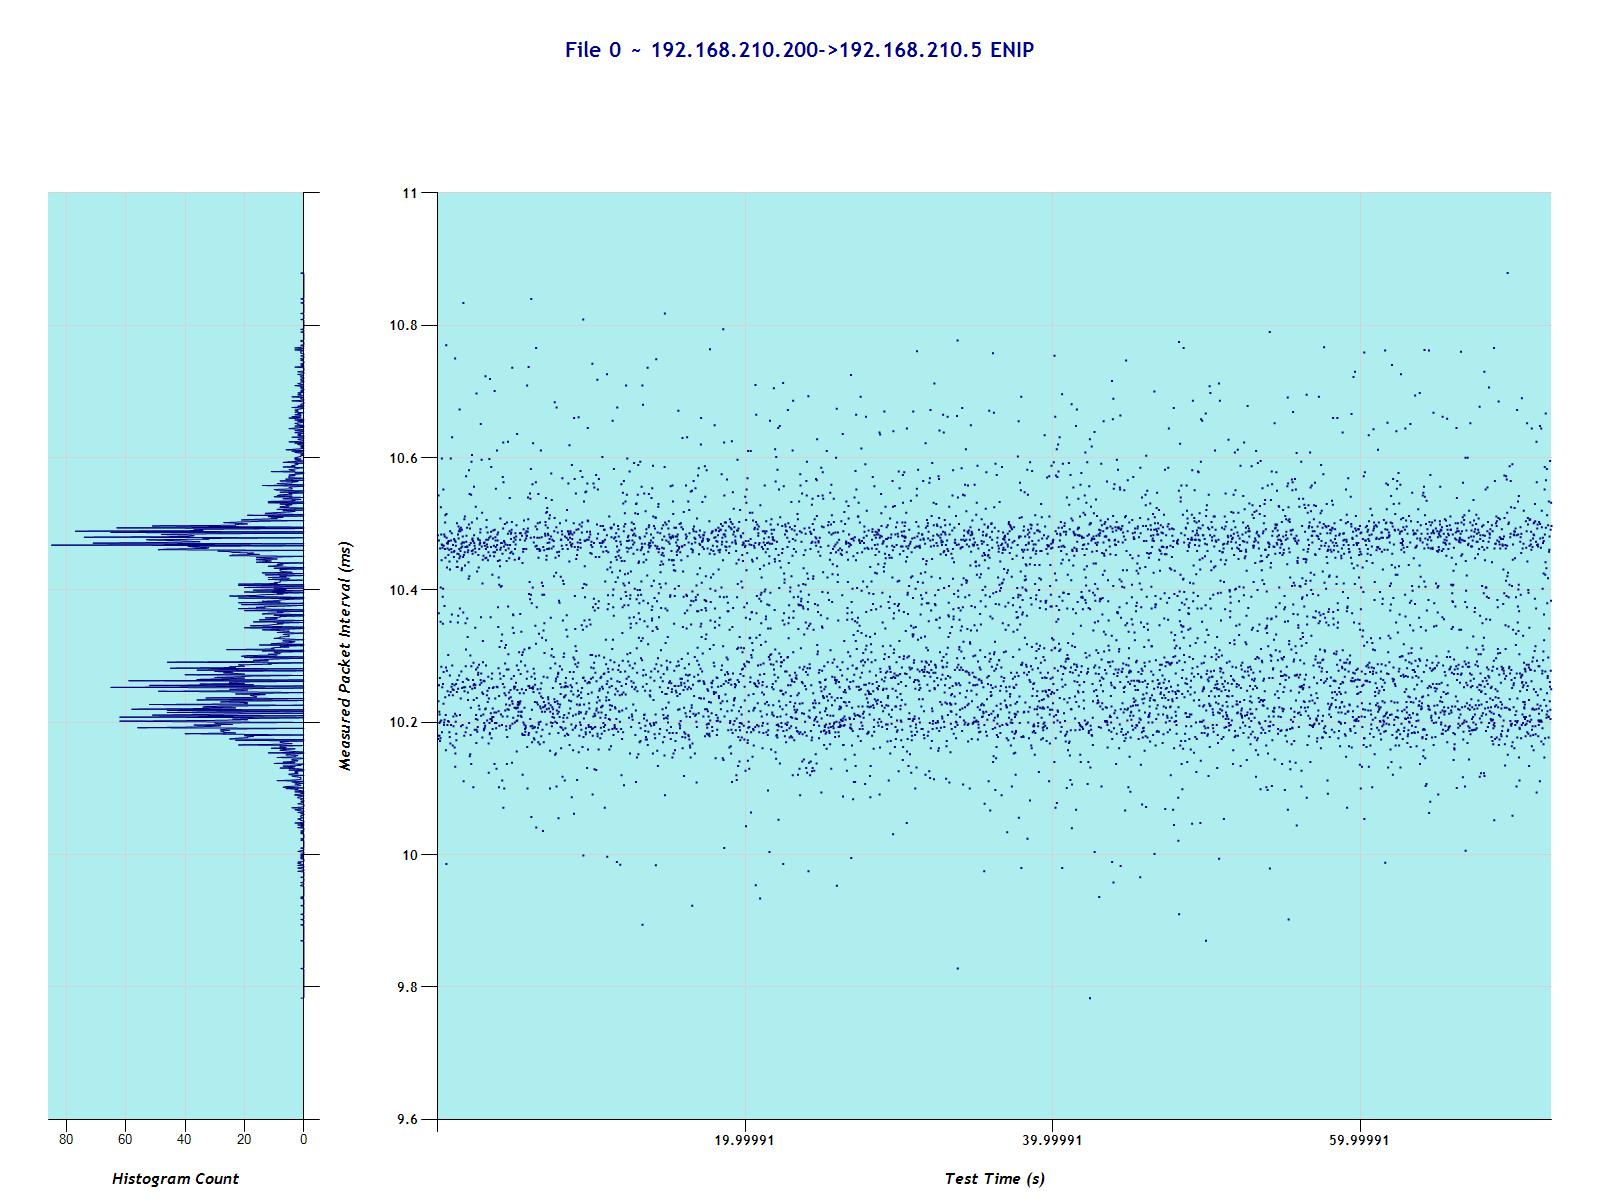 File 0 ~ 192.168.210.200->192.168.210.5 ENIP
11
10.8
10.6
10.4
10.2
10
9.8
9.6
Measured Packet Interval (ms)
80 60 40 20 0
19.99991 39.99991 59.99991
Histogram Count
Test Time (s)